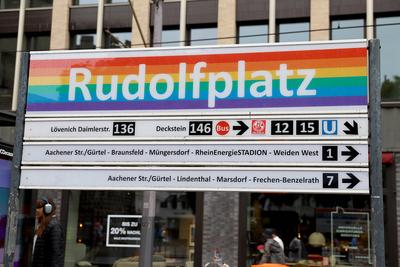 Rudolfplatz
Lövenich Daimlerstr. 136 Deckstein 146 Bus 12 15 U
Aachener Str./Gürtel - Braunsfeld - Müngersdorf - RheinEnergieSTADION - Weiden West 1
Aachener Str./Gürtel - Lindenthal - Marsdorf - Frechen-Benzelrath 7
BIS ZU
20%